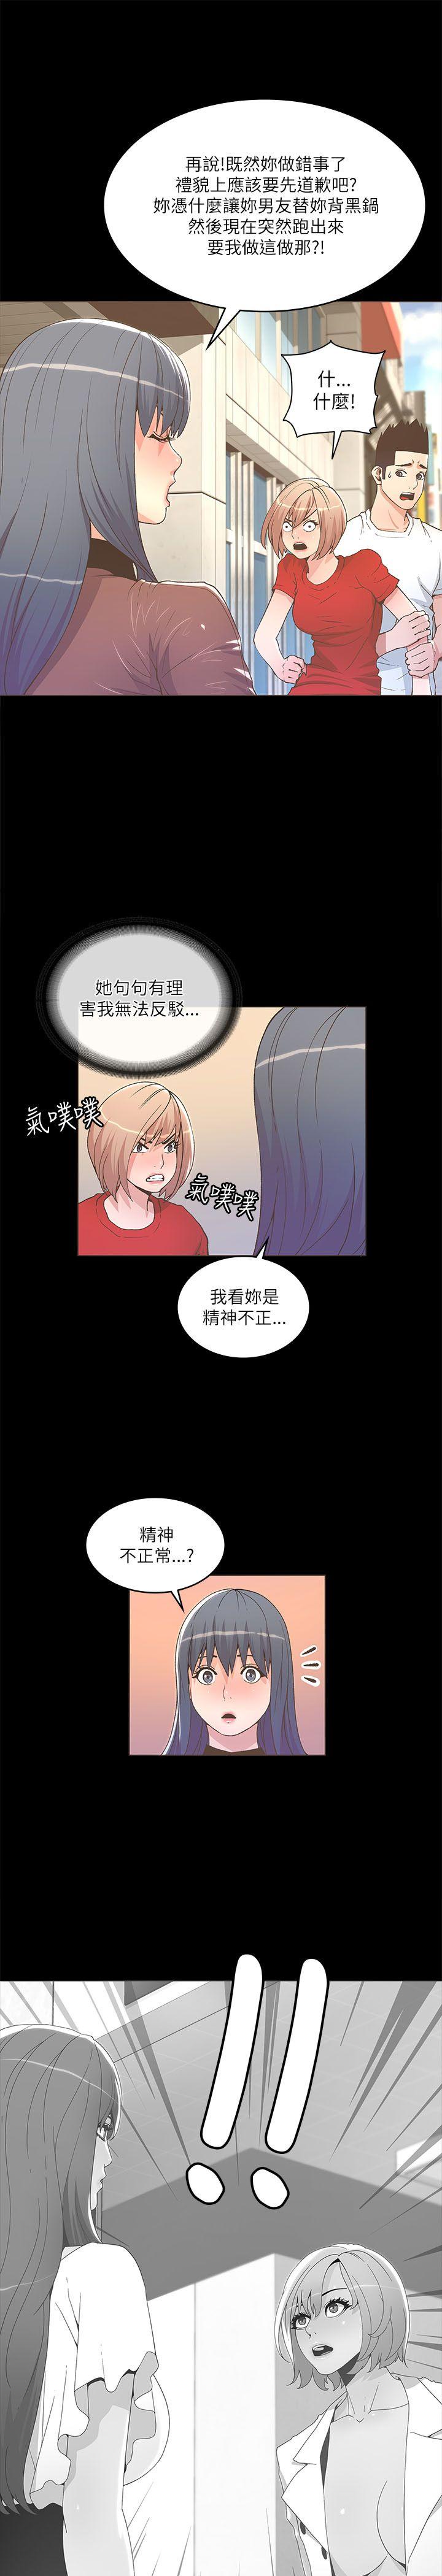 再說!既然妳做錯事了
禮貌上應該要先道歉吧?
妳憑什麼讓妳男友替妳背黑鍋
然後現在突然跑出來
要我做這做那?!
什...
什麼!
她句句有理
害我無法反駁...
氣噗噗
氣噗噗
我看妳是
精神不正...
精神
不正常...?
!!